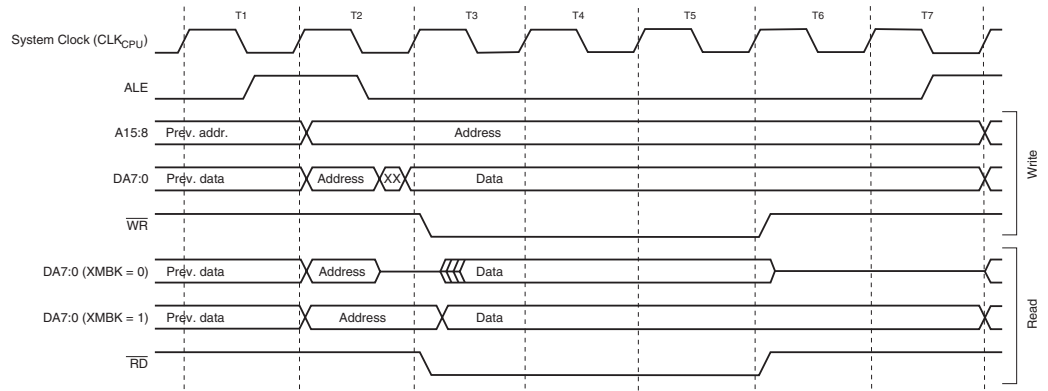 T1 T2 T3 T4 T5 T6 T7
System Clock (CLKCPU)
ALE
A15:8 Prev. addr. Address
DA7:0 Prev. data Address XX Data
WR
Write
DA7:0 (XMBK = 0) Prev. data Address Data
DA7:0 (XMBK = 1) Prev. data Address Data
RD
Read